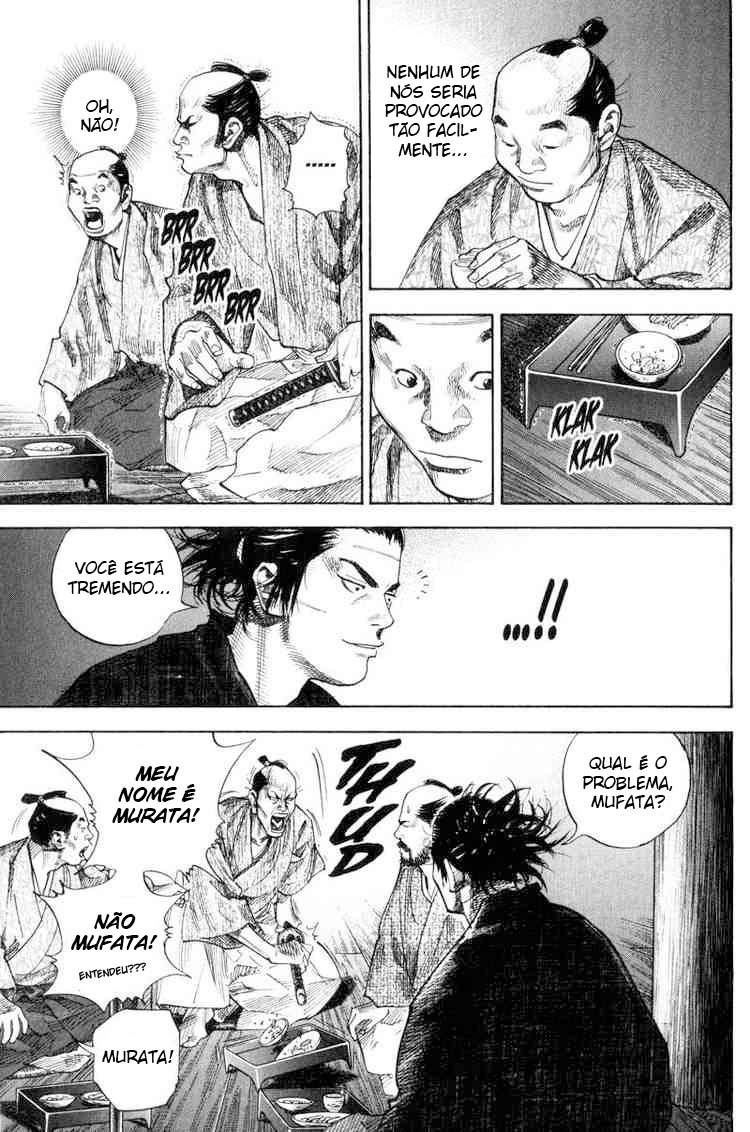 NENHUM DE
NÓS SERIA
PROVOCADO
TÃO FACIL-
MENTE...
.....
OH,
NÃO!
BRR
BRR
BRR
BRR
KLAK
KLAK
...!!
VOCÊ ESTÁ
TREMENDO...
QUAL É O
PROBLEMA,
MUFATA?
THUD
MEU
NOME É
MURATA!
NÃO
MUFATA!
ENTENDEU???
MURATA!